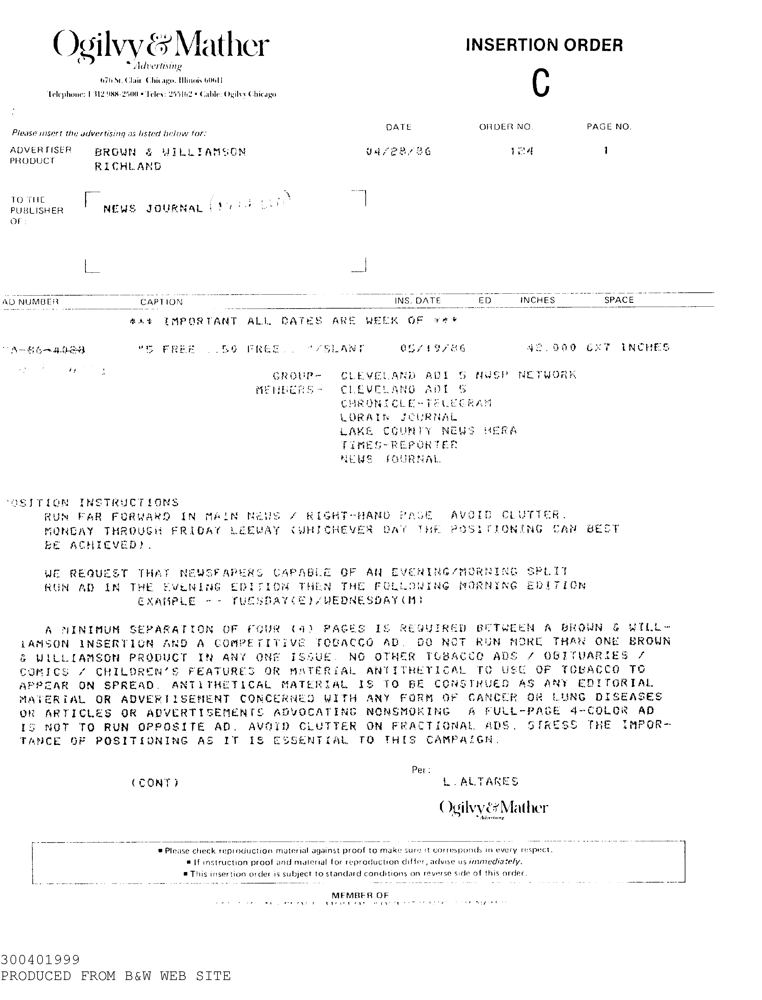 Ogilvy & Mather
Advertising
676 St. Clair Chicago, Illinois 60611
Telephone: 1 312 988-2500 • Telex: 255162 • Cable: Ogilvy Chicago
INSERTION ORDER
C
Please insert the advertising as listed below for:
DATE ORDER NO. PAGE NO.
ADVERTISER BROWN & WILLIAMSON 04/28/86 124 1
PRODUCT RICHLAND
TO THE
PUBLISHER NEWS JOURNAL
OF:
AD NUMBER CAPTION INS. DATE ED INCHES SPACE
*** IMPORTANT ALL DATES ARE WEEK OF ***
"5 FREE...50 FREE..."/SLANT 05/19/86 42.000 6X7 INCHES
GROUP- CLEVELAND ADI 5 NWSP NETWORK
MEMBERS- CLEVELAND ADI 5
CHRONICLE-TELEGRAM
LORAIN JOURNAL
LAKE COUNTY NEWS HERA
TIMES-REPORTER
NEWS JOURNAL
POSITION INSTRUCTIONS
RUN FAR FORWARD IN MAIN NEWS / RIGHT-HAND PAGE. AVOID CLUTTER.
MONDAY THROUGH FRIDAY LEEWAY (WHICHEVER DAY THE POSITIONING CAN BEST
BE ACHIEVED).
WE REQUEST THAT NEWSPAPERS CAPABLE OF AN EVENING/MORNING SPLIT
RUN AD IN THE EVENING EDITION THEN THE FOLLOWING MORNING EDITION
EXAMPLE -- TUESDAY(E)/WEDNESDAY(M)
A MINIMUM SEPARATION OF FOUR (4) PAGES IS REQUIRED BETWEEN A BROWN & WILL-
IAMSON INSERTION AND A COMPETITIVE TOBACCO AD. DO NOT RUN MORE THAN ONE BROWN
& WILLIAMSON PRODUCT IN ANY ONE ISSUE. NO OTHER TOBACCO ADS / OBITUARIES /
COMICS / CHILDREN'S FEATURES OR MATERIAL ANTITHETICAL TO USE OF TOBACCO TO
APPEAR ON SPREAD. ANTITHETICAL MATERIAL IS TO BE CONSTRUED AS ANY EDITORIAL
MATERIAL OR ADVERTISEMENT CONCERNED WITH ANY FORM OF CANCER OR LUNG DISEASES
OR ARTICLES OR ADVERTISEMENTS ADVOCATING NONSMOKING. A FULL-PAGE 4-COLOR AD
IS NOT TO RUN OPPOSITE AD. AVOID CLUTTER ON FRACTIONAL ADS. STRESS THE IMPOR-
TANCE OF POSITIONING AS IT IS ESSENTIAL TO THIS CAMPAIGN.
Per:
(CONT) L. ALTARES
Ogilvy & Mather
Advertising
▪ Please check reproduction material against proof to make sure it corresponds in every respect.
▪ If instruction proof and material for reproduction differ, advise us immediately.
▪ This insertion order is subject to standard conditions on reverse side of this order.
MEMBER OF
300401999
PRODUCED FROM B&W WEB SITE